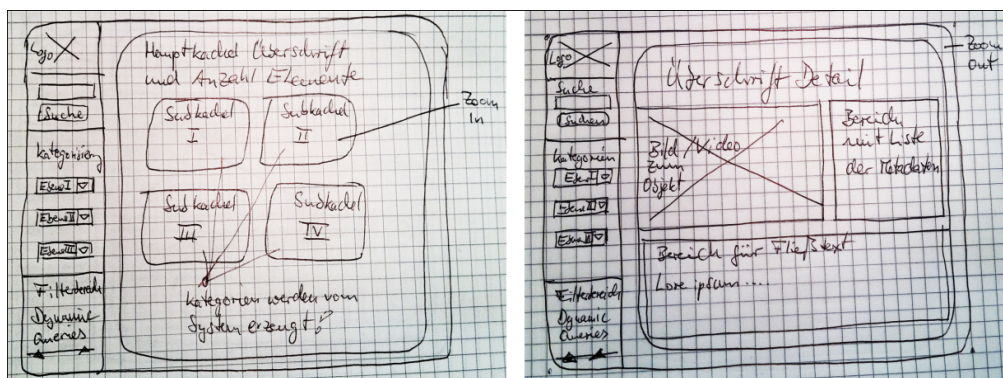 Logo
Suche
Kategorisierg
Ebene I
Ebene II
Ebene III
Filterbereich
Dynamic
Queries
Hauptkachel Überschrift
und Anzahl Elemente
Subkachel
I
Subkachel
II
Subkachel
III
Subkachel
IV
Kategorien werden vom
System erzeugt!
Zoom
In
Logo
Suche
Suchen
Kategorien
Ebene I
Ebene II
Ebene III
Filterbereich
Dynamic
Queries
Überschrift Detail
Bild/Video
zum
Objekt
Bereich
mit Liste
der Metadaten
Bereich für Fließtext
Lore ipsum....
Zoom
Out